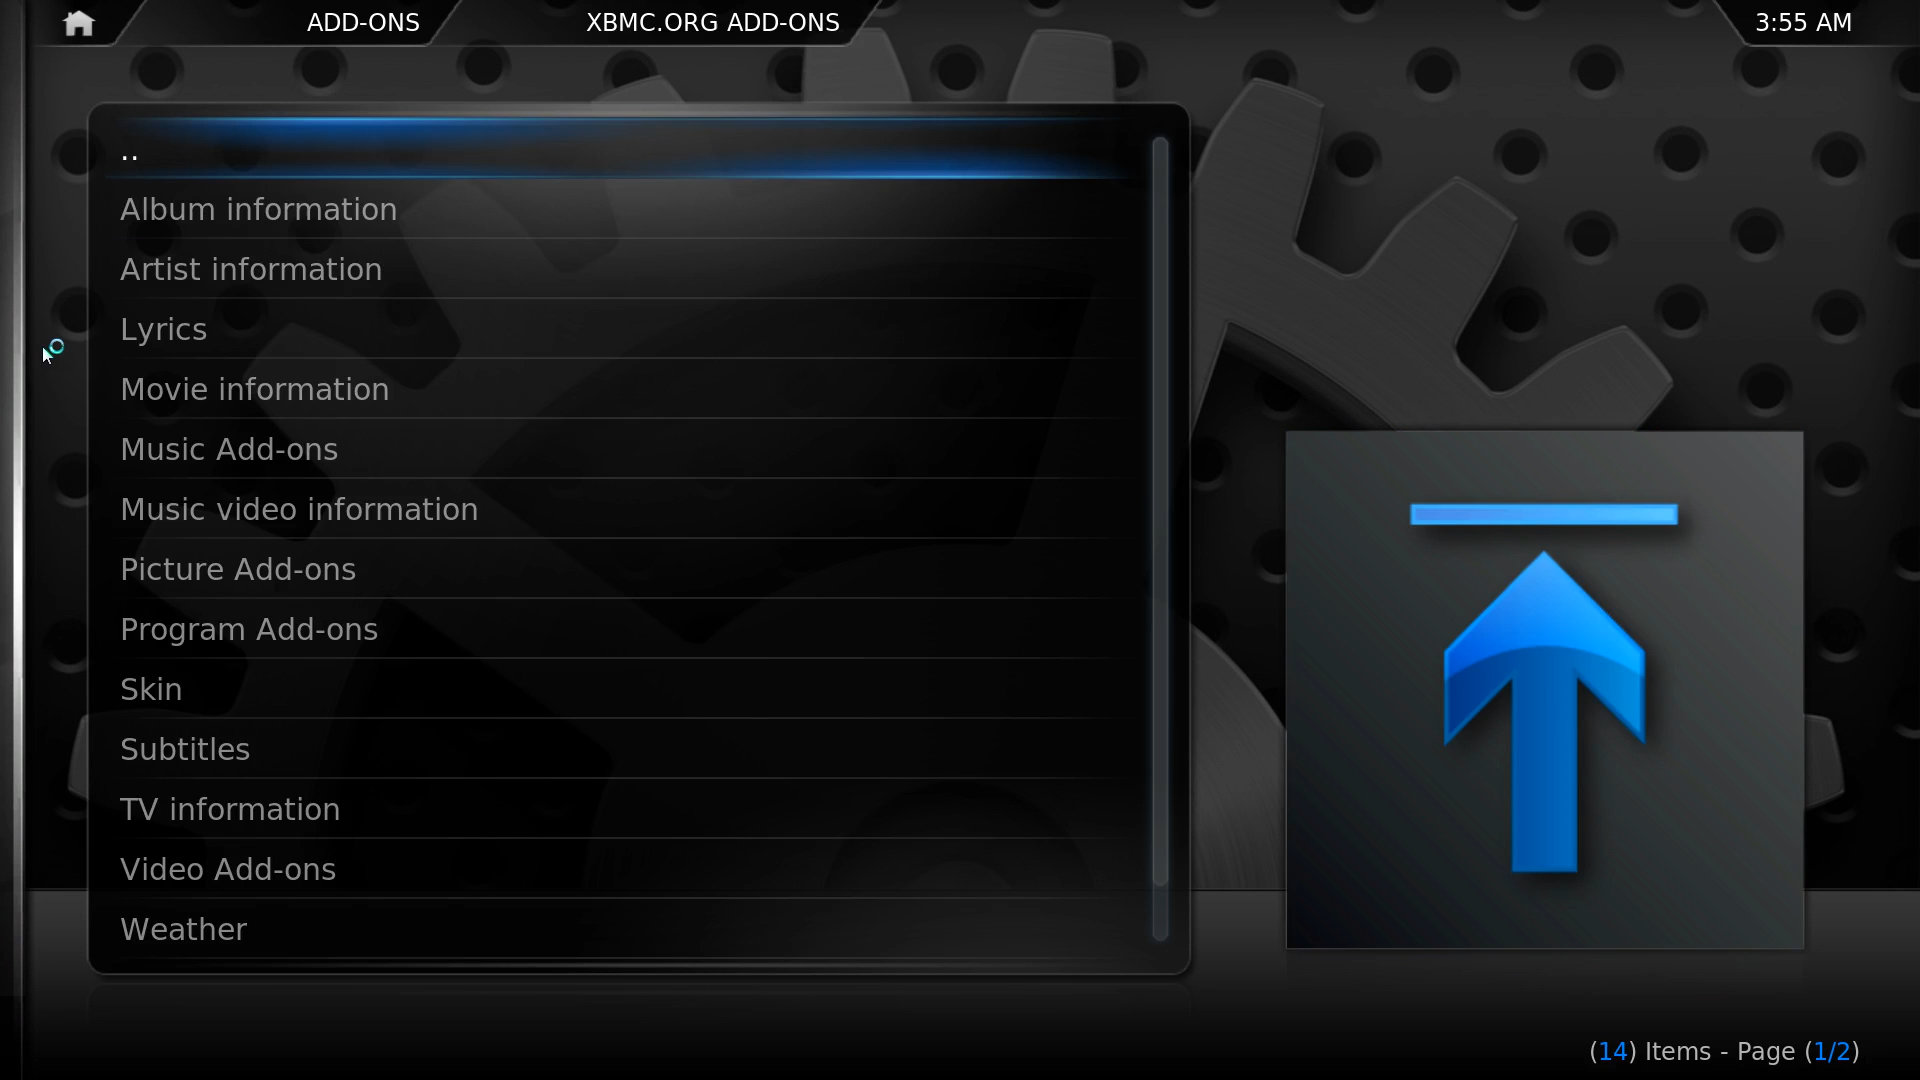 ADD-ONS XBMC.ORG ADD-ONS 3:55 AM
..
Album information
Artist information
Lyrics
Movie information
Music Add-ons
Music video information
Picture Add-ons
Program Add-ons
Skin
Subtitles
TV information
Video Add-ons
Weather
(14) Items - Page (1/2)